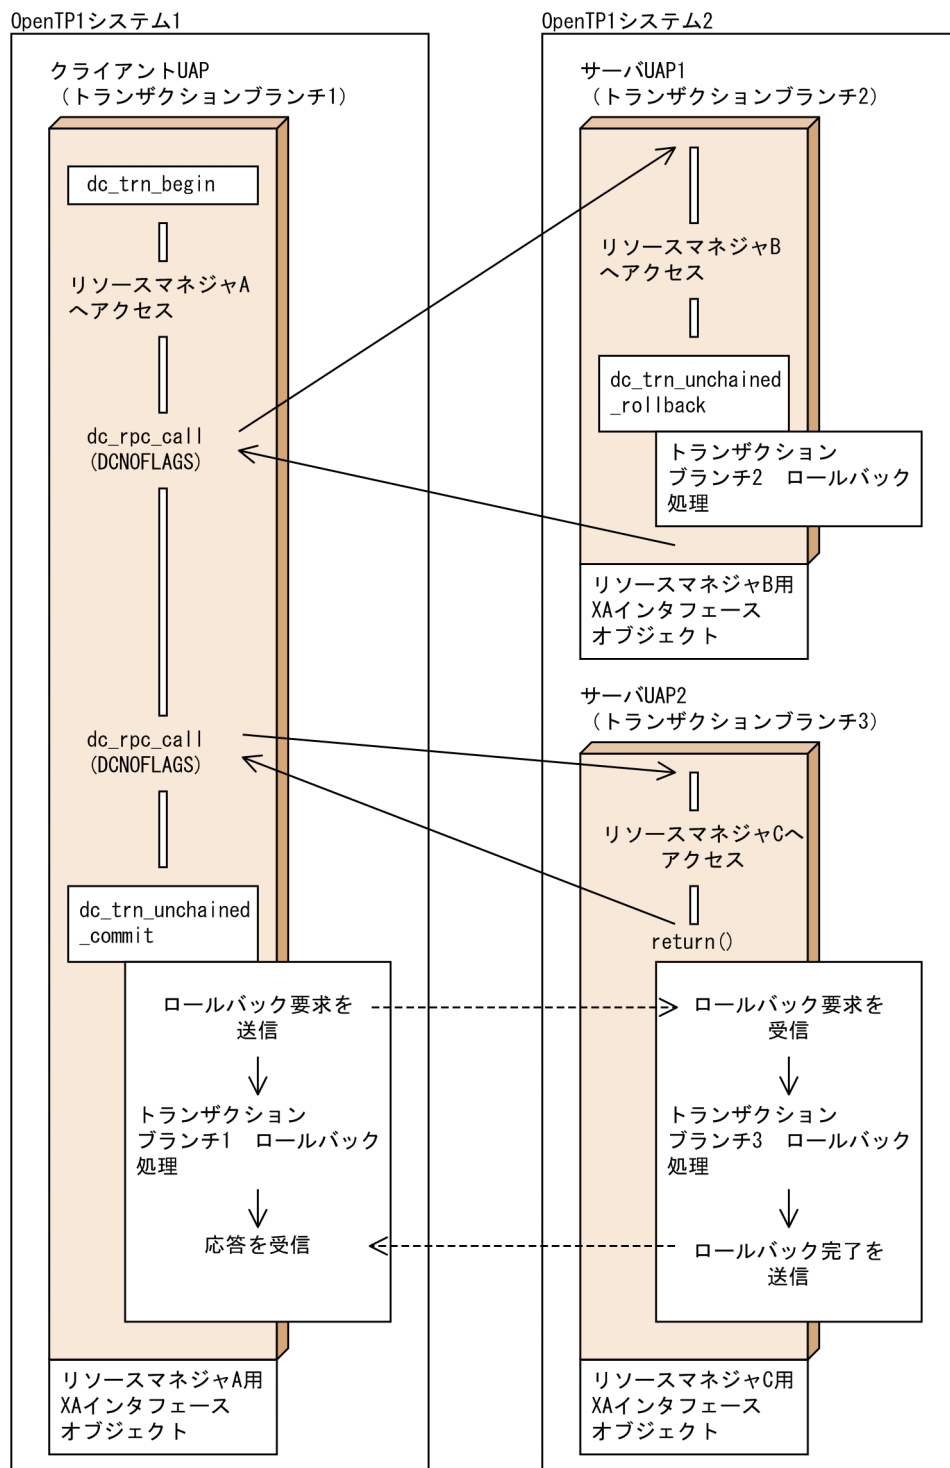 OpenTP1システム1
クライアントUAP
（トランザクションブランチ1）
dc_trn_begin
リソースマネジャA
へアクセス
dc_rpc_call
(DCNOFLAGS)
dc_rpc_call
(DCNOFLAGS)
dc_trn_unchained
_commit
ロールバック要求を
送信
トランザクション
ブランチ1　ロールバック
処理
応答を受信
リソースマネジャA用
XAインタフェース
オブジェクト
OpenTP1システム2
サーバUAP1
（トランザクションブランチ2）
リソースマネジャB
へアクセス
dc_trn_unchained
_rollback
トランザクション
ブランチ2　ロールバック
処理
リソースマネジャB用
XAインタフェース
オブジェクト
サーバUAP2
（トランザクションブランチ3）
リソースマネジャCへ
アクセス
return()
ロールバック要求を
受信
トランザクション
ブランチ3　ロールバック
処理
ロールバック完了を
送信
リソースマネジャC用
XAインタフェース
オブジェクト